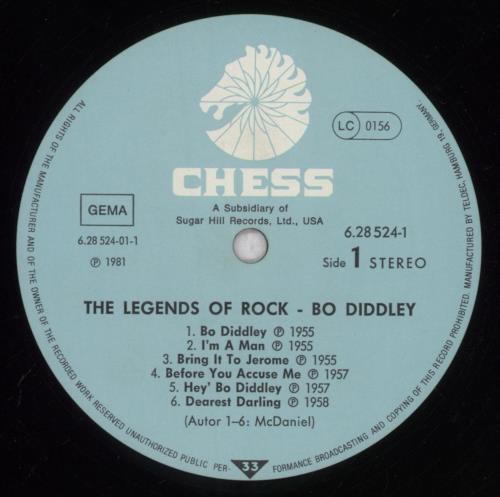 CHESS
A Subsidiary of
Sugar Hill Records, Ltd., USA
LC 0156
GEMA
6.28 524-01-1
℗ 1981
6.28 524-1
Side 1 STEREO
THE LEGENDS OF ROCK - BO DIDDLEY
1. Bo Diddley ℗ 1955
2. I'm A Man ℗ 1955
3. Bring It To Jerome ℗ 1955
4. Before You Accuse Me ℗ 1957
5. Hey' Bo Diddley ℗ 1957
6. Dearest Darling ℗ 1958
(Autor 1–6: McDaniel)
ALL RIGHTS OF THE MANUFACTURER AND OF THE OWNER OF THE RECORDED WORK RESERVED UNAUTHORIZED PUBLIC PER- 33 FORMANCE BROADCASTING AND COPYING OF THIS RECORD PROHIBITED. MANUFACTURED BY TELDEC, HAMBURG 19, GERMANY.